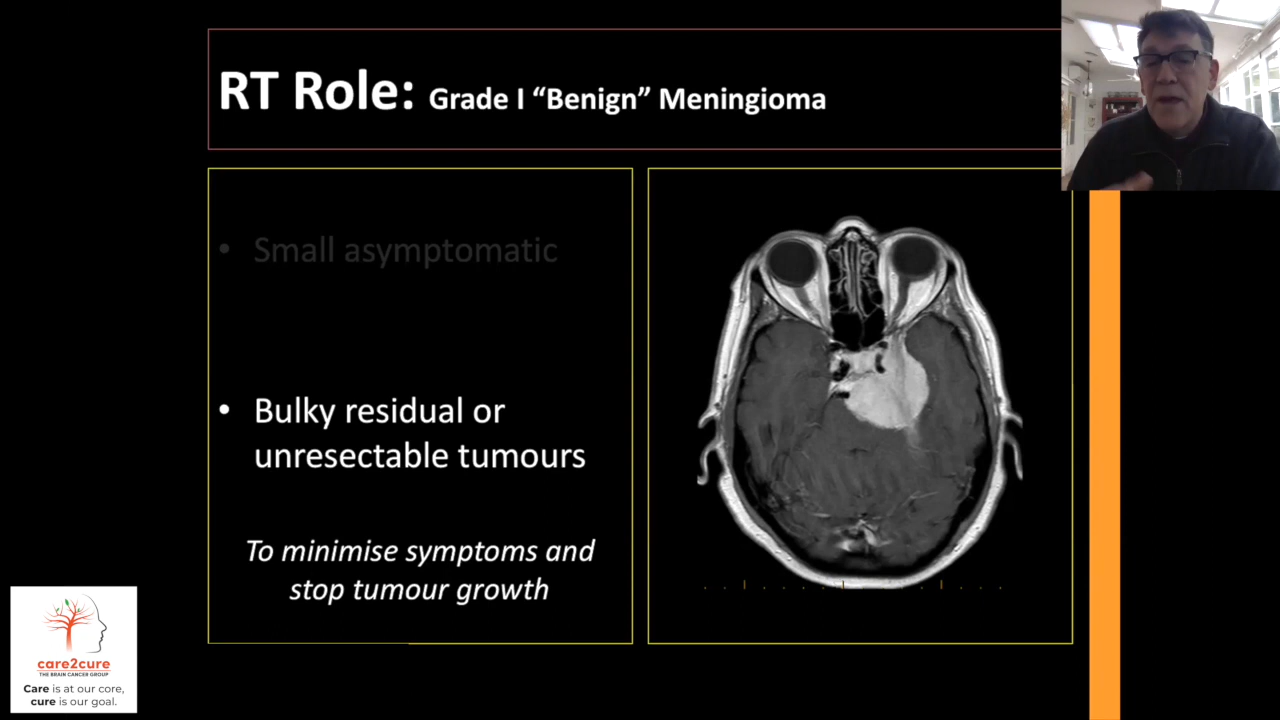 RT Role: Grade I “Benign” Meningioma
• Small asymptomatic
• Bulky residual or
unresectable tumours
To minimise symptoms and
stop tumour growth
care2cure
THE BRAIN CANCER GROUP
Care is at our core,
cure is our goal.